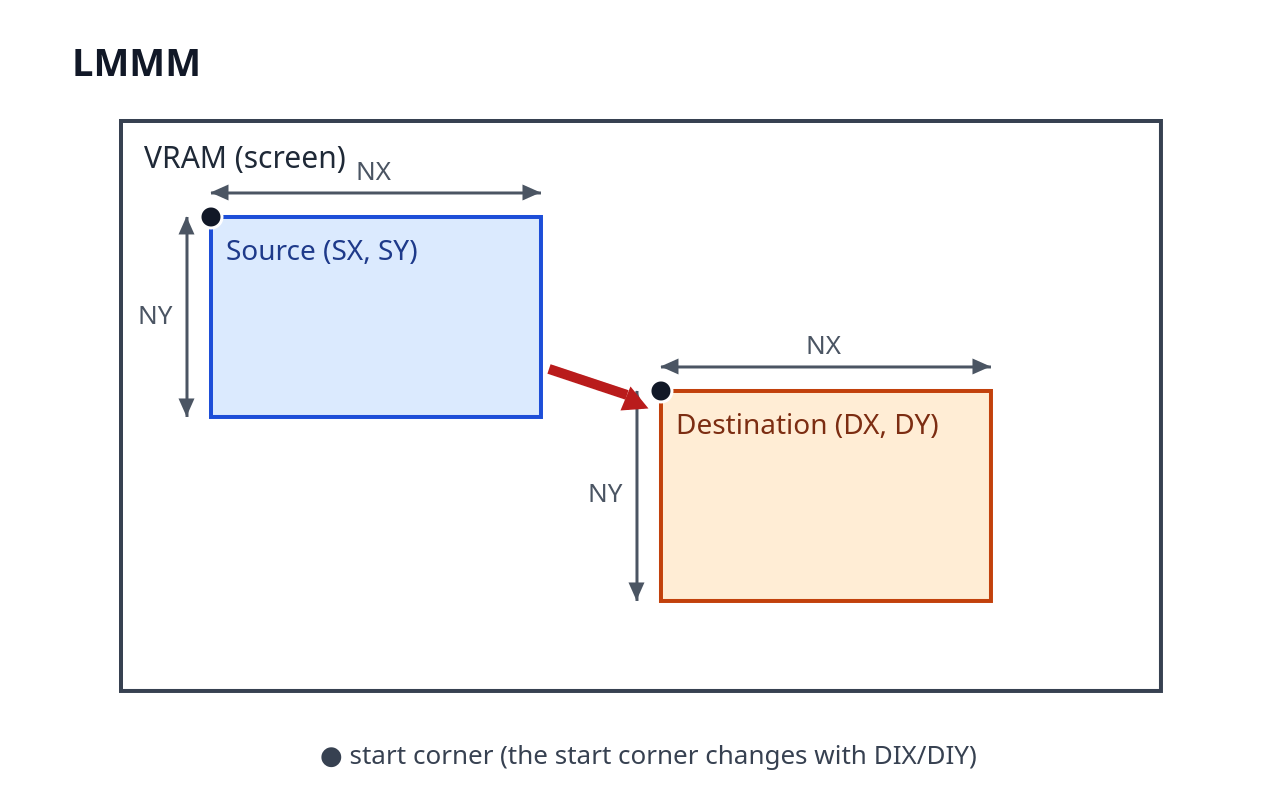 LMMM
VRAM (screen)
NX
Source (SX, SY)
NY
NX
Destination (DX, DY)
NY
start corner (the start corner changes with DIX/DIY)